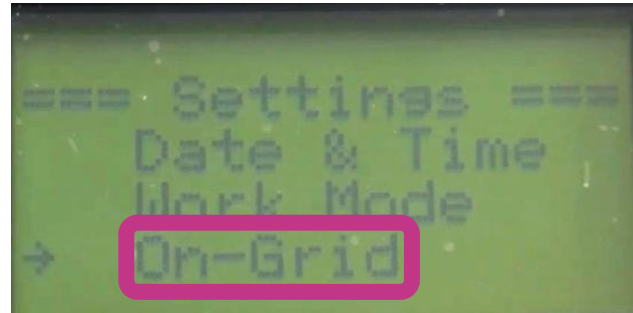 === Settings ===
Date & Time
Work Mode
→ On-Grid